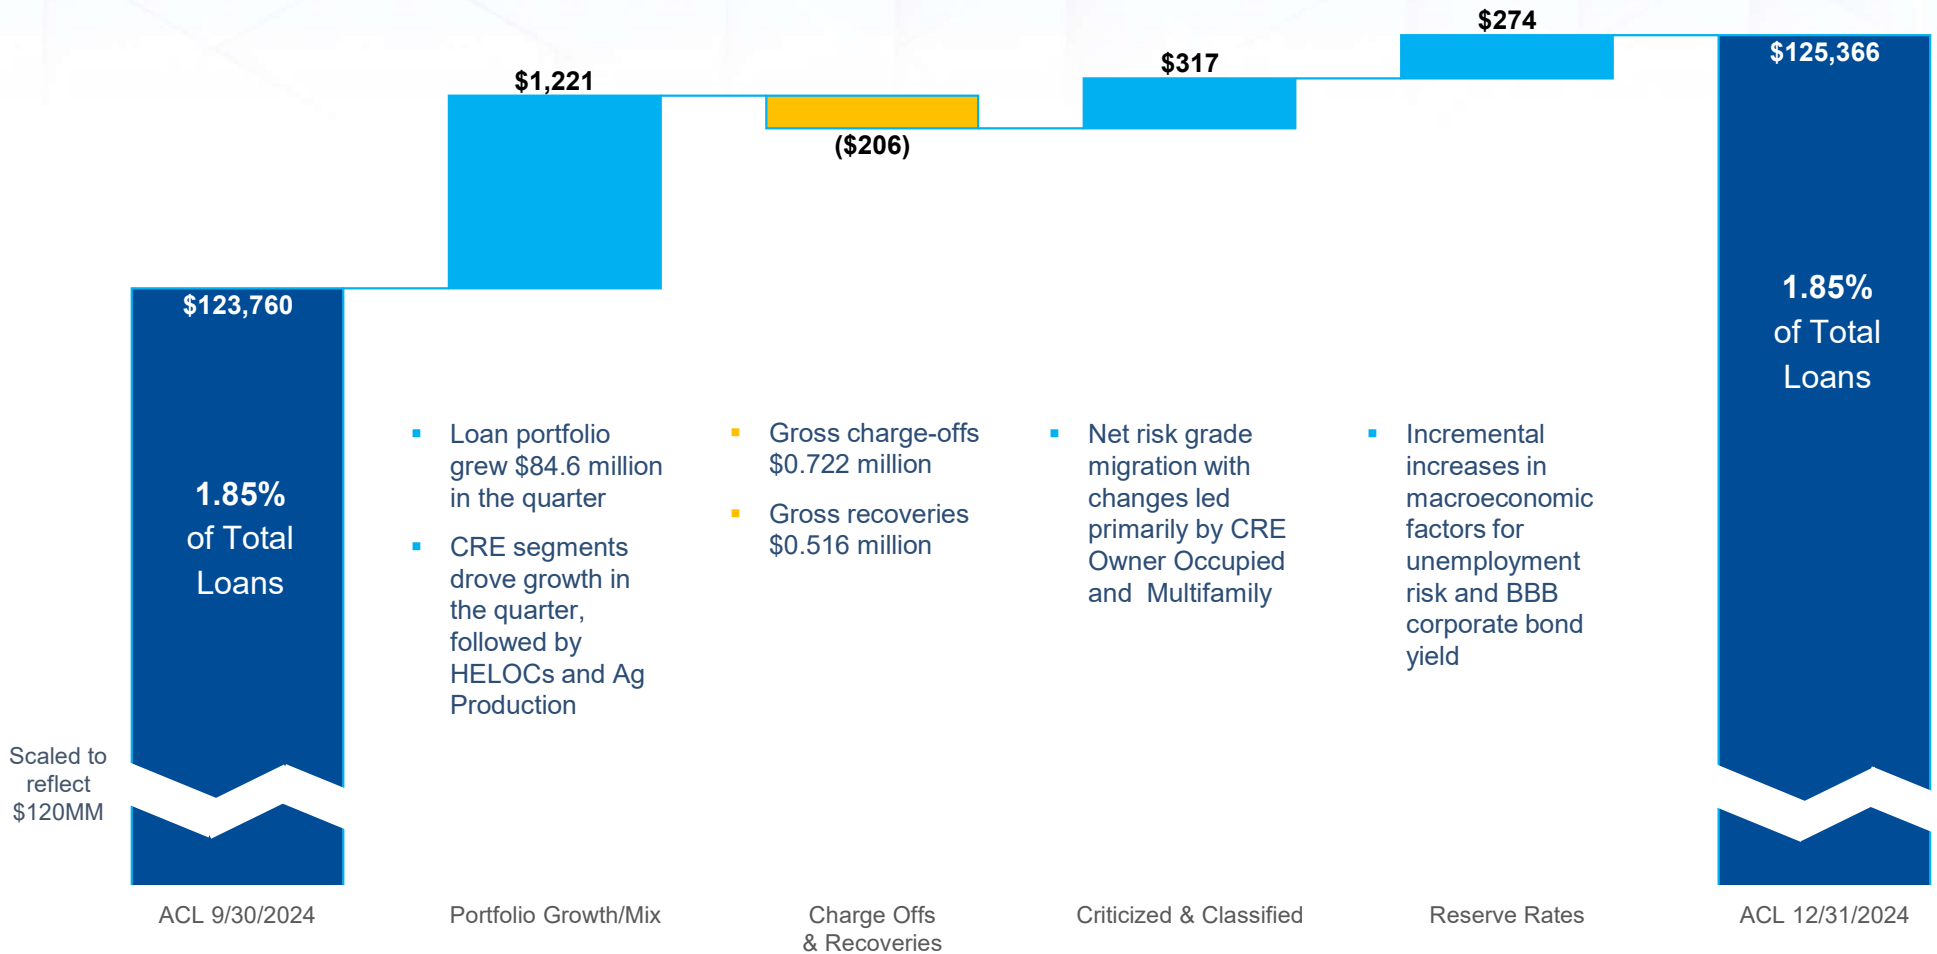 $274
$125,366
$317
$1,221
($206)
$123,760
1.85%
of Total
Loans
1.85%
of Total
Loans
▪ Loan portfolio
grew $84.6 million
in the quarter
▪ CRE segments
drove growth in
the quarter,
followed by
HELOCs and Ag
Production
▪ Gross charge-offs
$0.722 million
▪ Gross recoveries
$0.516 million
▪ Net risk grade
migration with
changes led
primarily by CRE
Owner Occupied
and Multifamily
▪ Incremental
increases in
macroeconomic
factors for
unemployment
risk and BBB
corporate bond
yield
Scaled to
reflect
$120MM
ACL 9/30/2024
Portfolio Growth/Mix
Charge Offs
& Recoveries
Criticized & Classified
Reserve Rates
ACL 12/31/2024